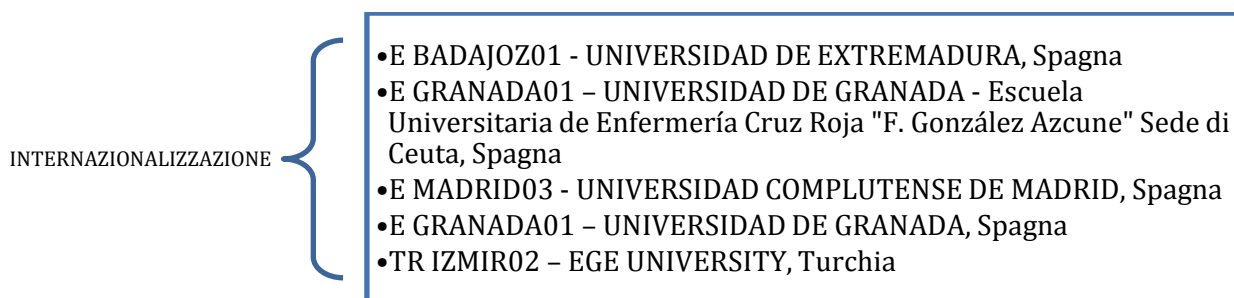 INTERNAZIONALIZZAZIONE
•E BADAJOZ01 - UNIVERSIDAD DE EXTREMADURA, Spagna
•E GRANADA01 – UNIVERSIDAD DE GRANADA - Escuela
Universitaria de Enfermería Cruz Roja "F. González Azcune" Sede di
Ceuta, Spagna
•E MADRID03 - UNIVERSIDAD COMPLUTENSE DE MADRID, Spagna
•E GRANADA01 – UNIVERSIDAD DE GRANADA, Spagna
•TR IZMIR02 – EGE UNIVERSITY, Turchia